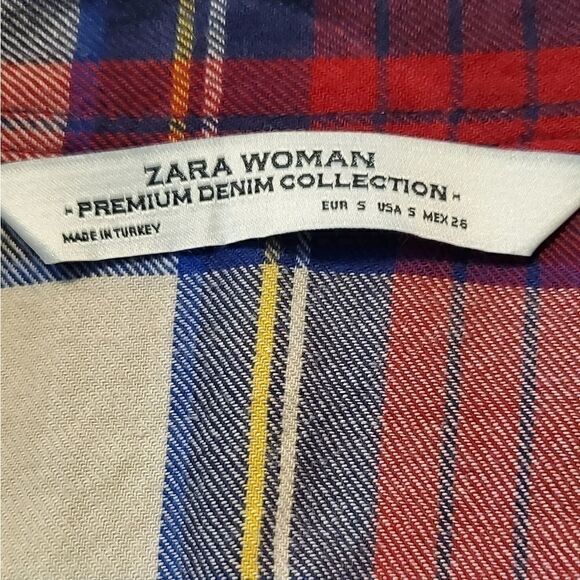 ZARA WOMAN
- PREMIUM DENIM COLLECTION -
EUR S USA S MEX 26
MADE IN TURKEY